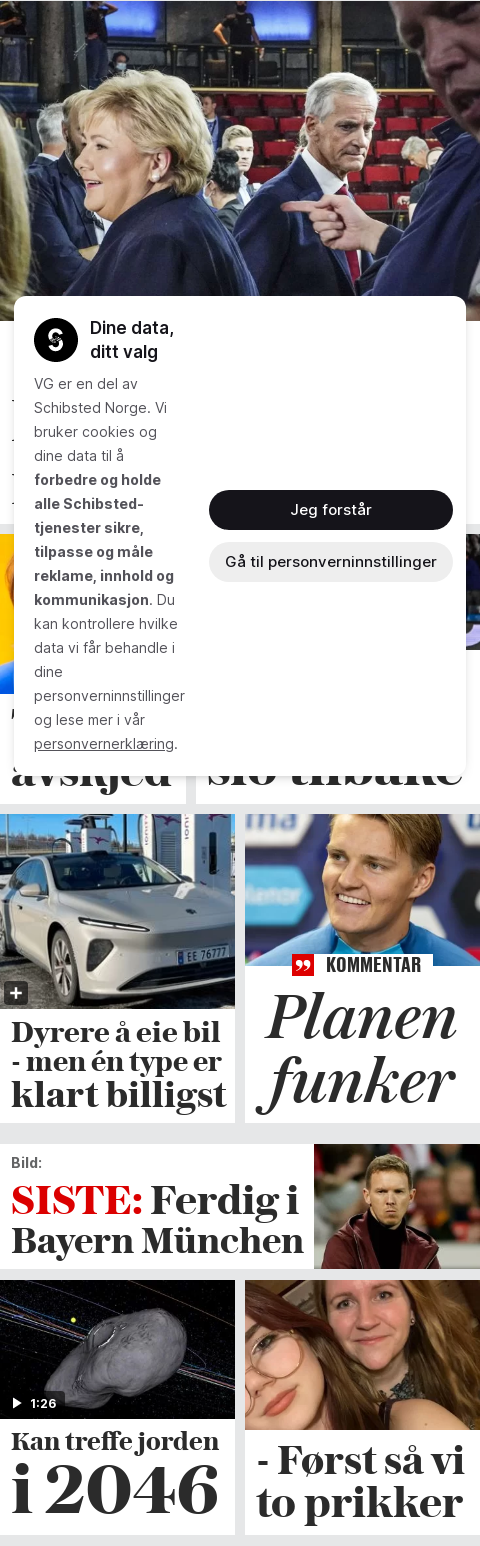 Dine data,
ditt valg
VG er en del av
Schibsted Norge. Vi
bruker cookies og
dine data til å
forbedre og holde
alle Schibsted-
tjenester sikre,
tilpasse og måle
reklame, innhold og
kommunikasjon. Du
kan kontrollere hvilke
data vi får behandle i
dine
personverninnstillinger
og lese mer i vår
personvernerklæring.
Jeg forstår
Gå til personverninnstillinger
avskjed
slo tilbake
EE 76777
Dyrere å eie bil
- men én type er
klart billigst
KOMMENTAR
Planen
funker
Bild:
SISTE: Ferdig i
Bayern München
1:26
Kan treffe jorden
i 2046
- Først så vi
to prikker